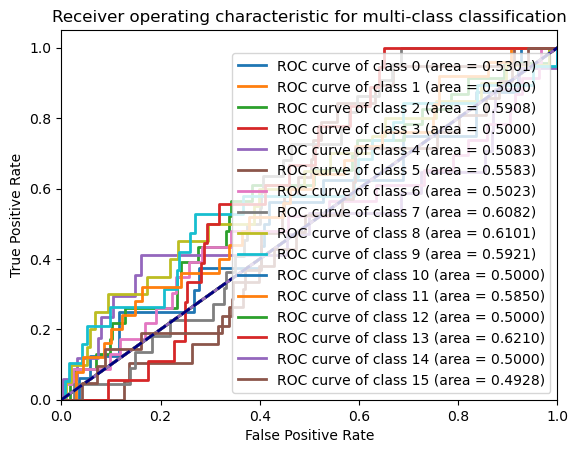 Receiver operating characteristic for multi-class classification
1.0
0.8
0.6
0.4
0.2
0.0
True Positive Rate
ROC curve of class 0 (area = 0.5301)
ROC curve of class 1 (area = 0.5000)
ROC curve of class 2 (area = 0.5908)
ROC curve of class 3 (area = 0.5000)
ROC curve of class 4 (area = 0.5083)
ROC curve of class 5 (area = 0.5583)
ROC curve of class 6 (area = 0.5023)
ROC curve of class 7 (area = 0.6082)
ROC curve of class 8 (area = 0.6101)
ROC curve of class 9 (area = 0.5921)
ROC curve of class 10 (area = 0.5000)
ROC curve of class 11 (area = 0.5850)
ROC curve of class 12 (area = 0.5000)
ROC curve of class 13 (area = 0.6210)
ROC curve of class 14 (area = 0.5000)
ROC curve of class 15 (area = 0.4928)
0.0 0.2 0.4 0.6 0.8 1.0
False Positive Rate